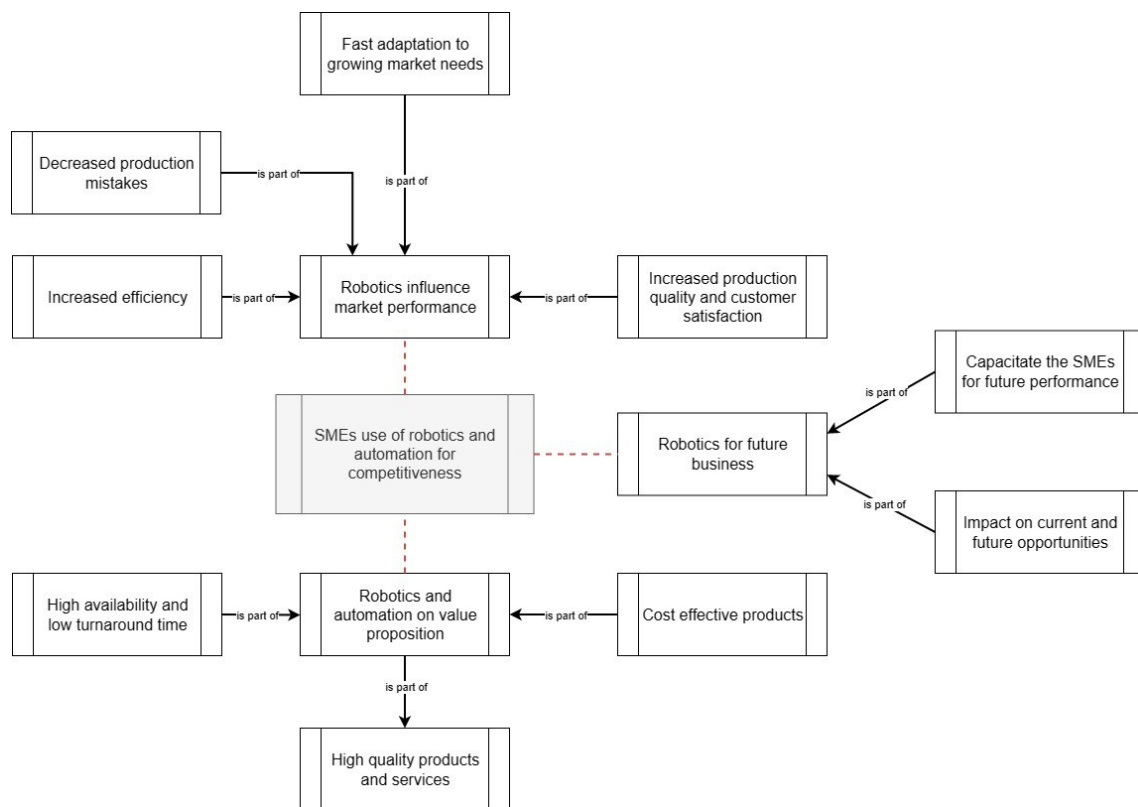 Fast adaptation to
growing market needs
Decreased production
mistakes
is part of
is part of
Increased efficiency
is part of
Robotics influence
market performance
is part of
Increased production
quality and customer
satisfaction
Capacitate the SMEs
for future performance
is part of
SMEs use of robotics and
automation for
competitiveness
Robotics for future
business
is part of
Impact on current and
future opportunities
High availability and
low turnaround time
is part of
Robotics and
automation on value
proposition
is part of
Cost effective products
is part of
High quality products
and services